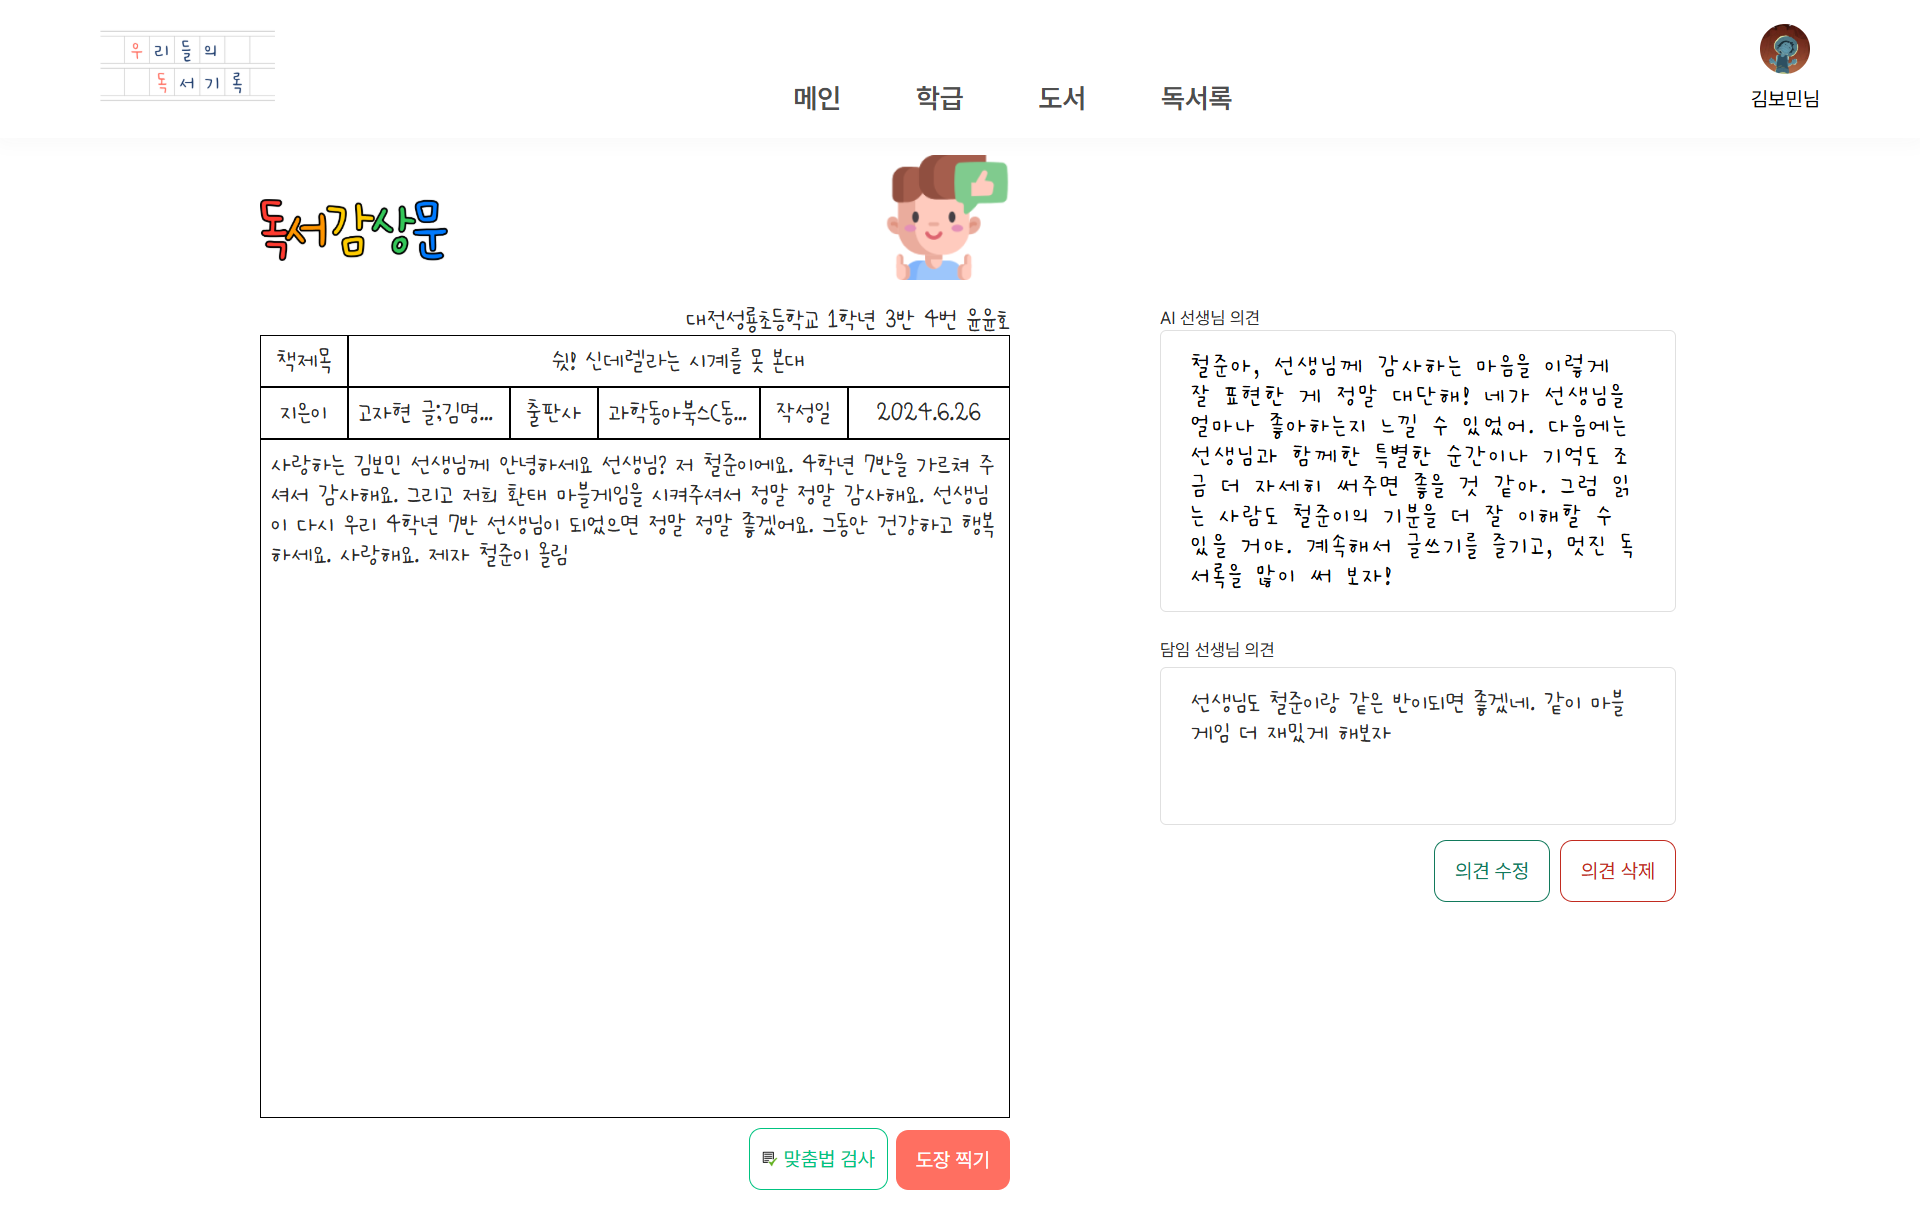 우리들의
독서기록
메인 학급 도서 독서록
김보민님
독서감상문
대전성룡초등학교 1학년 3반 4번 윤윤호
책제목 쉿! 신데렐라는 시계를 못 본대
지은이 고자현 글;김명... 출판사 과학동아북스(동... 작성일 2024.6.26
사랑하는 김보민 선생님께 안녕하세요 선생님? 저 철준이에요. 4학년 7반을 가르쳐 주
셔서 감사해요. 그리고 저희 환태 마블게임을 시켜주셔서 정말 정말 감사해요. 선생님
이 다시 우리 4학년 7반 선생님이 되었으면 정말 정말 좋겠어요. 그동안 건강하고 행복
하세요. 사랑해요. 제자 철준이 올림
맞춤법 검사 도장 찍기
AI 선생님 의견
철준아, 선생님께 감사하는 마음을 이렇게
잘 표현한 게 정말 대단해! 네가 선생님을
얼마나 좋아하는지 느낄 수 있었어. 다음에는
선생님과 함께한 특별한 순간이나 기억도 조
금 더 자세히 써주면 좋을 것 같아. 그럼 읽
는 사람도 철준이의 기분을 더 잘 이해할 수
있을 거야. 계속해서 글쓰기를 즐기고, 멋진 독
서록을 많이 써 보자!
담임 선생님 의견
선생님도 철준이랑 같은 반이되면 좋겠네. 같이 마블
게임 더 재밌게 해보자
의견 수정 의견 삭제